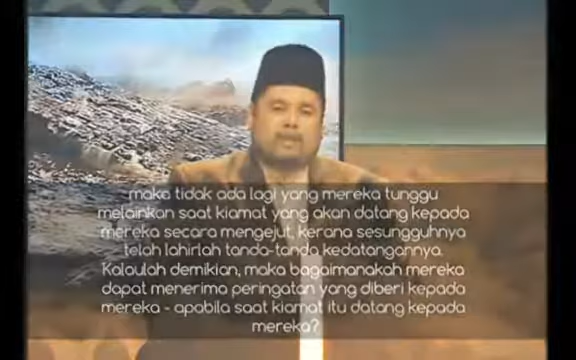 maka tidak ada lagi yang mereka tunggu
melainkan saat kiamat yang akan datang kepada
mereka secara mengejut, kerana sesungguhnya
telah lahirlah tanda-tanda kedatangannya.
Kalaulah demikian, maka bagaimanakah mereka
dapat menerima peringatan yang diberi kepada
mereka - apabila saat kiamat itu datang kepada
mereka?